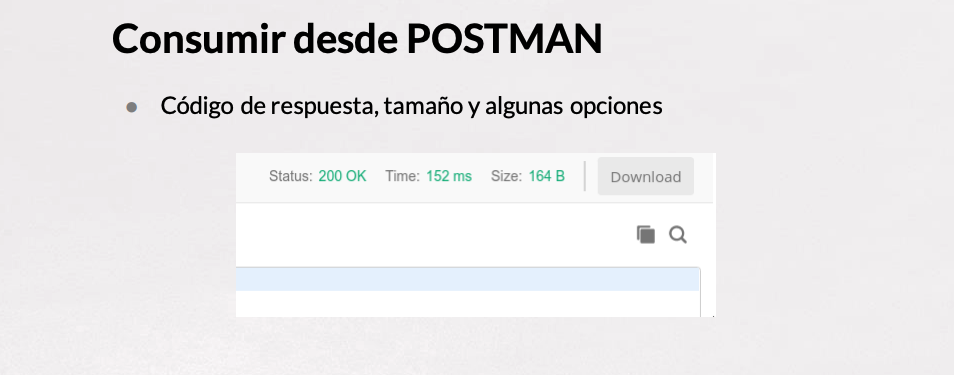 Consumir desde POSTMAN
● Código de respuesta, tamaño y algunas opciones
Status: 200 OK Time: 152 ms Size: 164 B Download